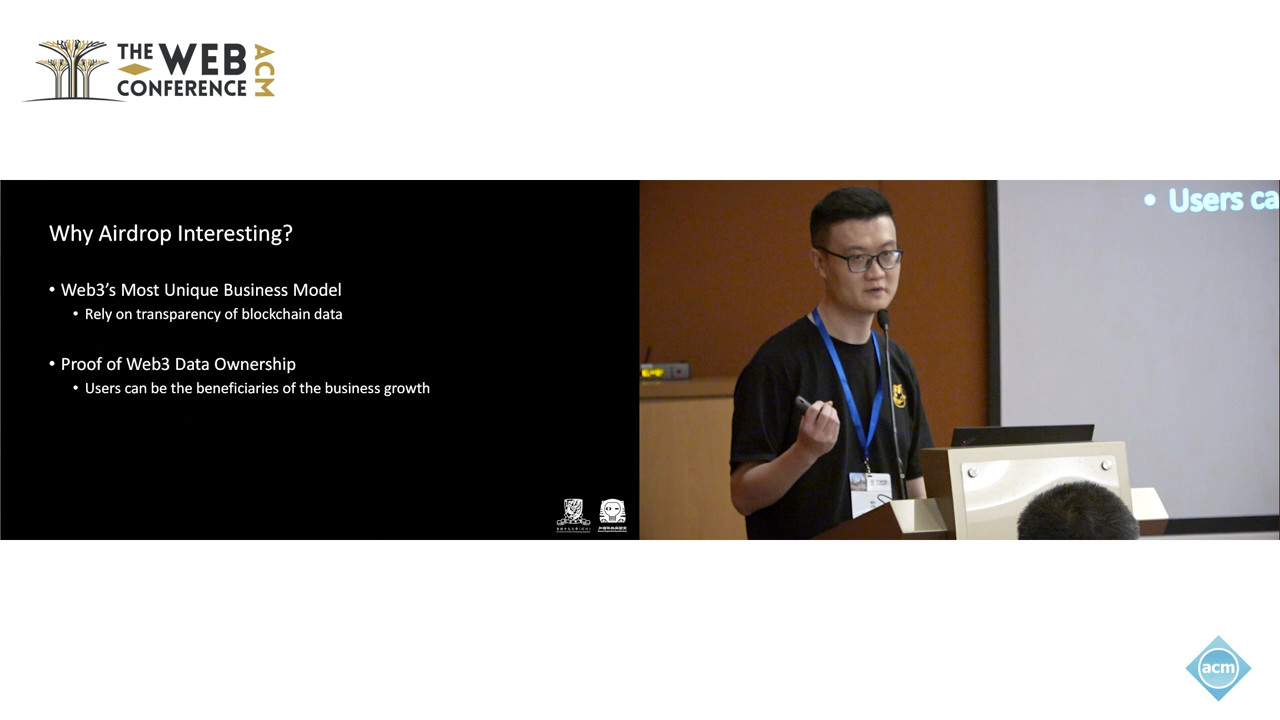 THE WEB
CONFERENCE
ACM
Why Airdrop Interesting?
• Web3's Most Unique Business Model
• Rely on transparency of blockchain data
• Proof of Web3 Data Ownership
• Users can be the beneficiaries of the business growth
• Users ca
acm